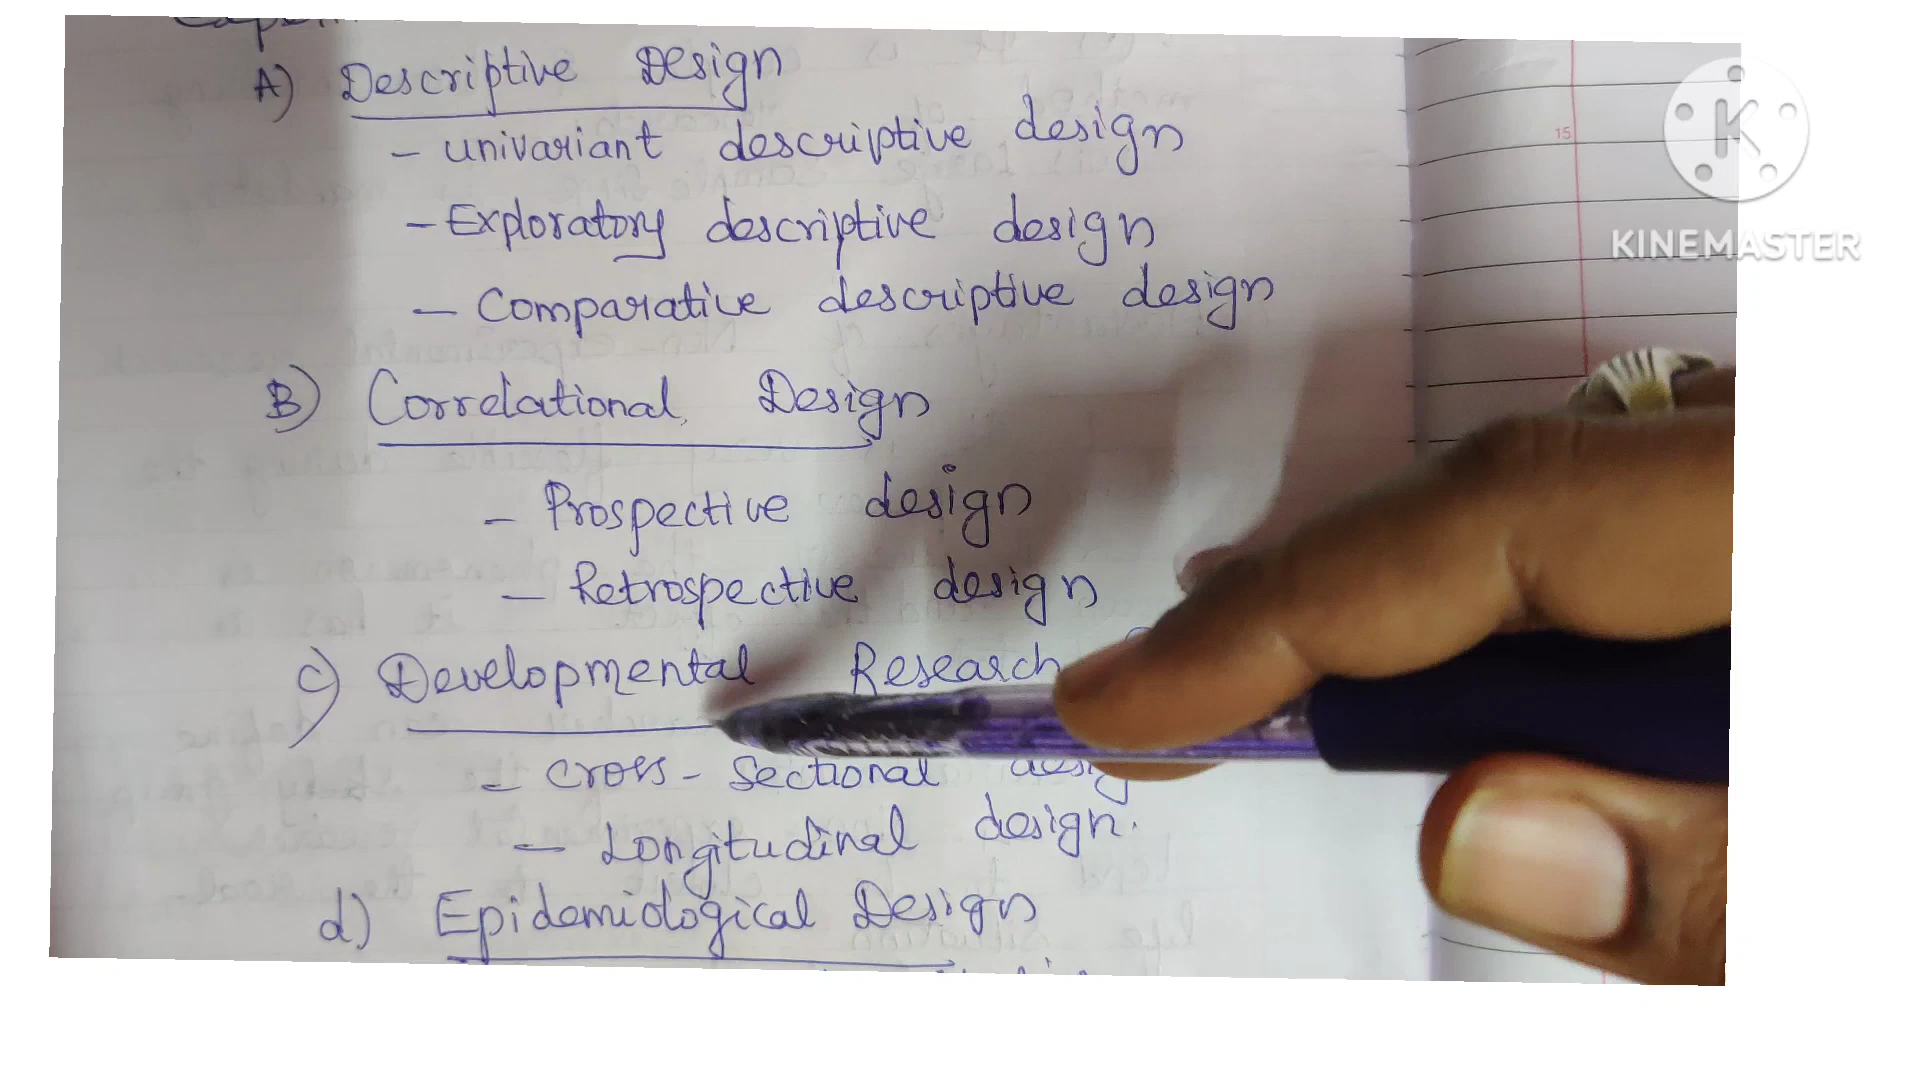 A) Descriptive Design
- univariant descriptive design
- Exploratory descriptive design
- Comparative descriptive design
B) Correlational Design
- Prospective design
- Retrospective design
c) Developmental Research
- cross-sectional
- Longitudinal design.
d) Epidemiological Design
15
KINEMASTER